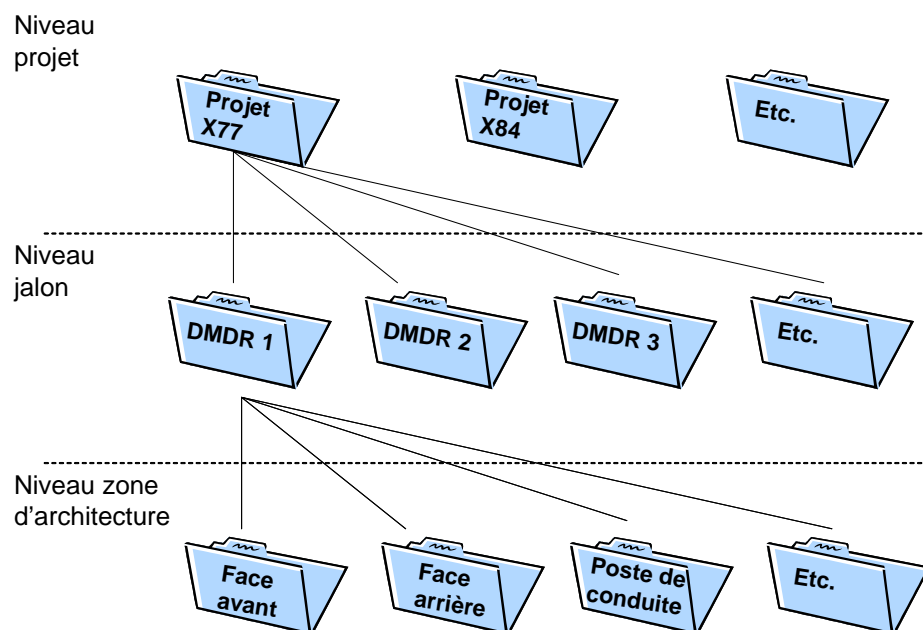 Niveau
projet
Projet
X77
Projet
X84
Etc.
Niveau
jalon
DMDR 1
DMDR 2
DMDR 3
Etc.
Niveau zone
d'architecture
Face
avant
Face
arrière
Poste de
conduite
Etc.